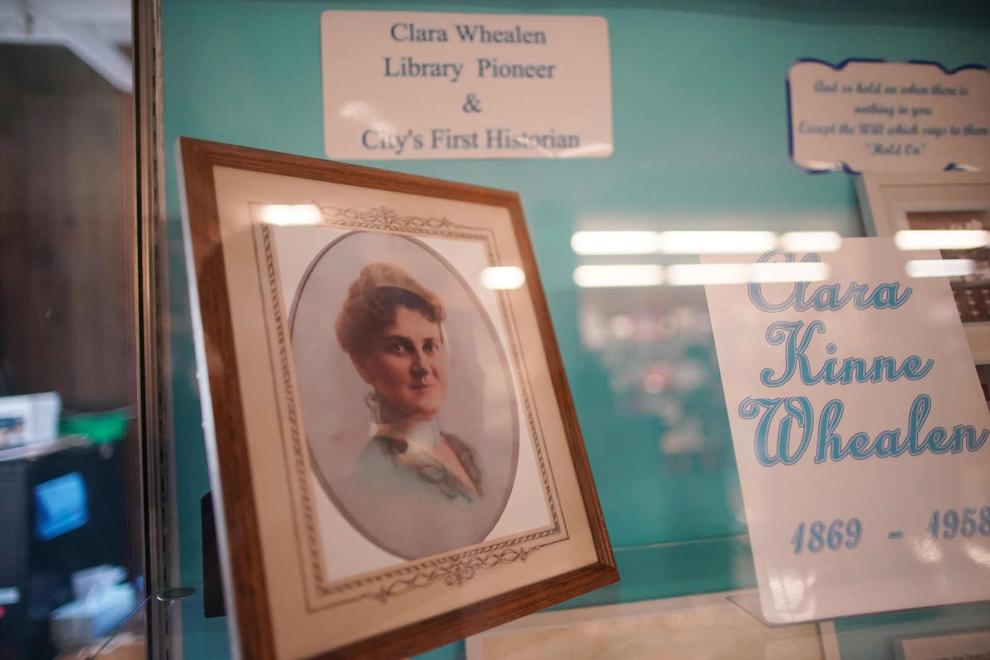 Clara Whealen
Library Pioneer
&
City's First Historian
And so hold on when there is
nothing in you
Except the Will which says to them
"Hold On"
Clara
Kinne
Whealen
1869 - 1958